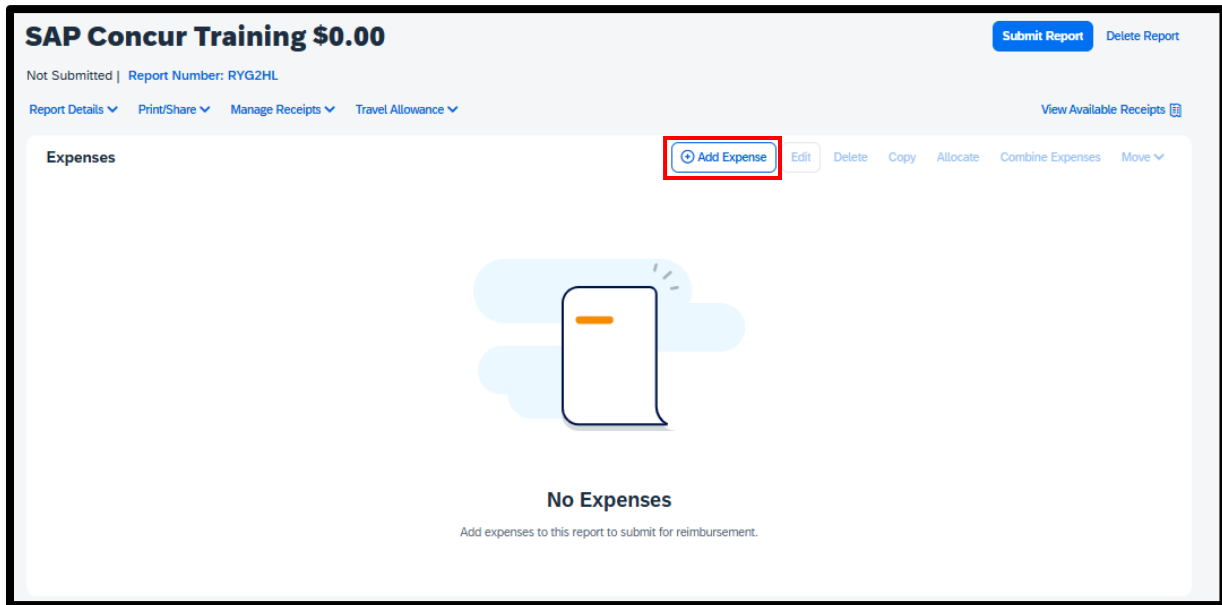 SAP Concur Training $0.00
Submit Report Delete Report
Not Submitted | Report Number: RYG2HL
Report Details Print/Share Manage Receipts Travel Allowance View Available Receipts
Expenses Add Expense Edit Delete Copy Allocate Combine Expenses Move
No Expenses
Add expenses to this report to submit for reimbursement.